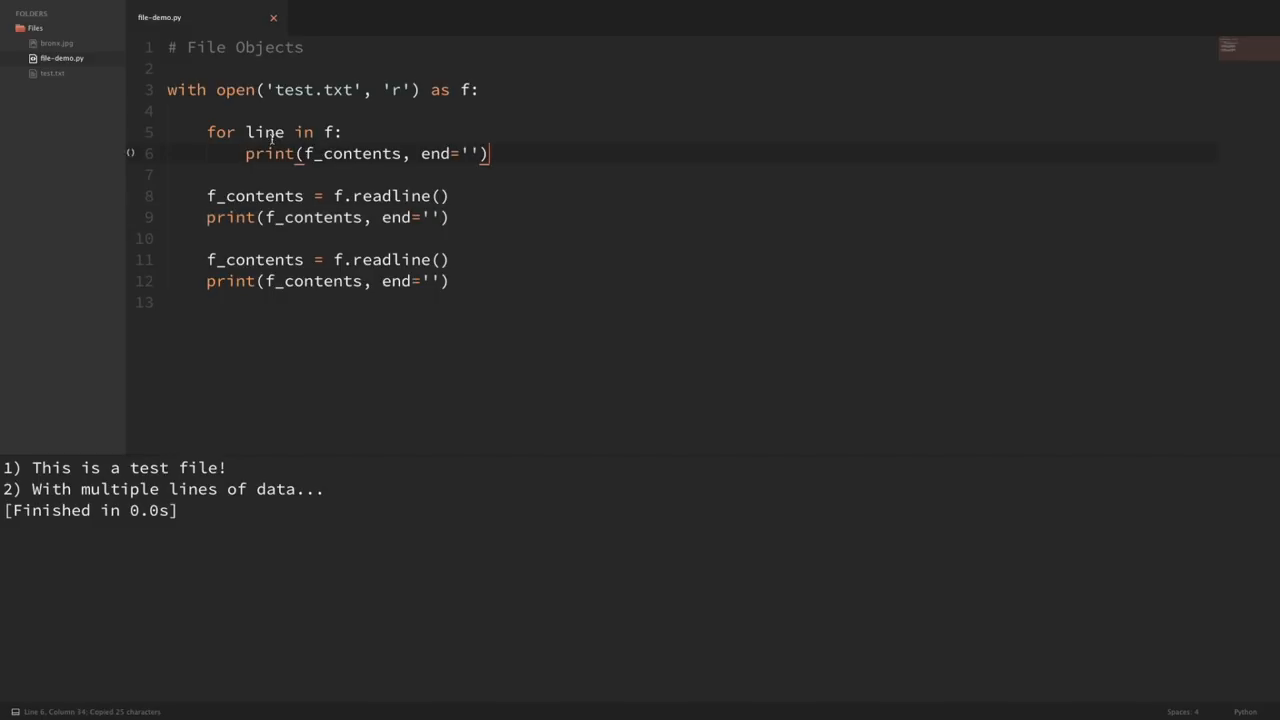 FOLDERS
Files
bronx.jpg
file-demo.py
test.txt
file-demo.py ×
1 # File Objects
2
3 with open('test.txt', 'r') as f:
4
5     for line in f:
() 6         print(f_contents, end='')
7
8     f_contents = f.readline()
9     print(f_contents, end='')
10
11     f_contents = f.readline()
12     print(f_contents, end='')
13
1) This is a test file!
2) With multiple lines of data...
[Finished in 0.0s]
Line 6, Column 34; Copied 25 characters
Spaces: 4
Python